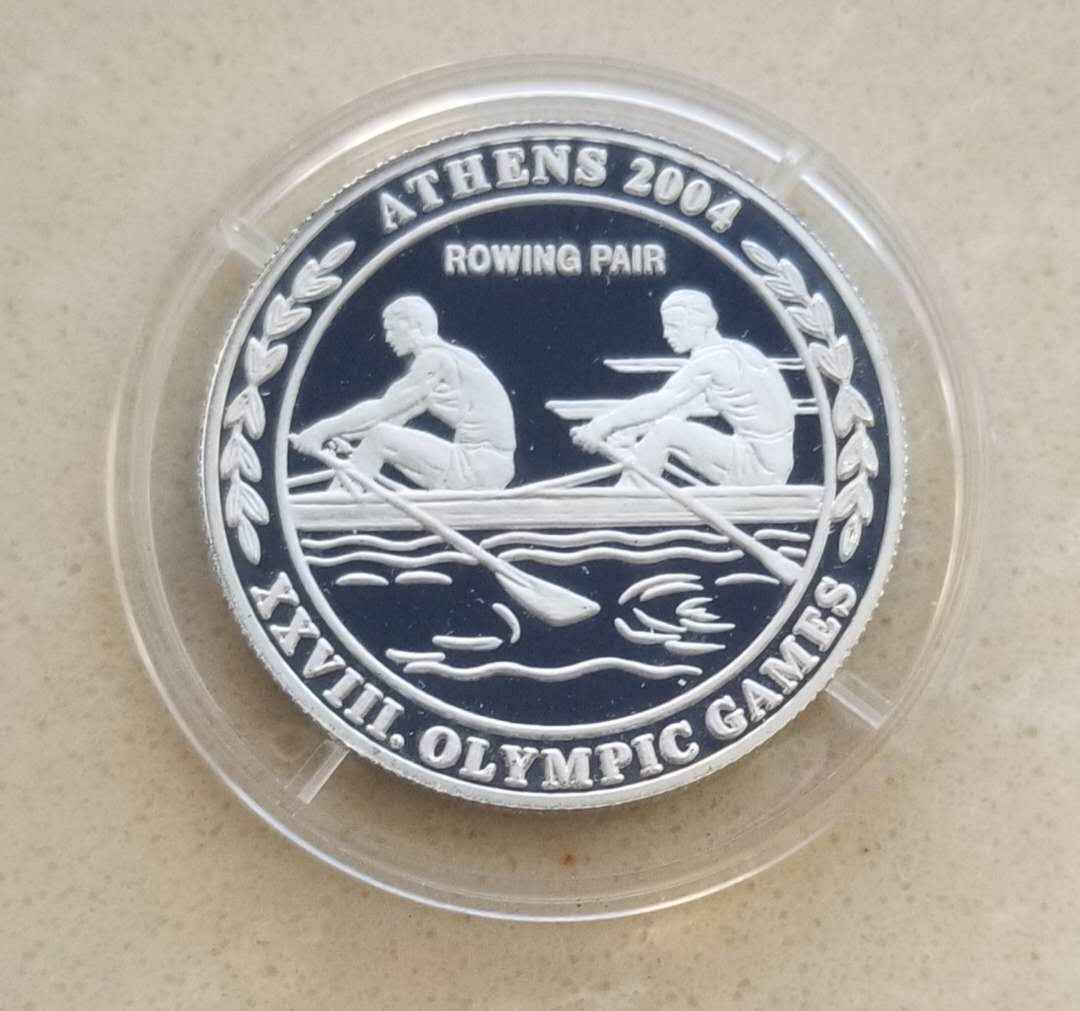 ATHENS 2004
ROWING PAIR
XXVIII. OLYMPIC GAMES